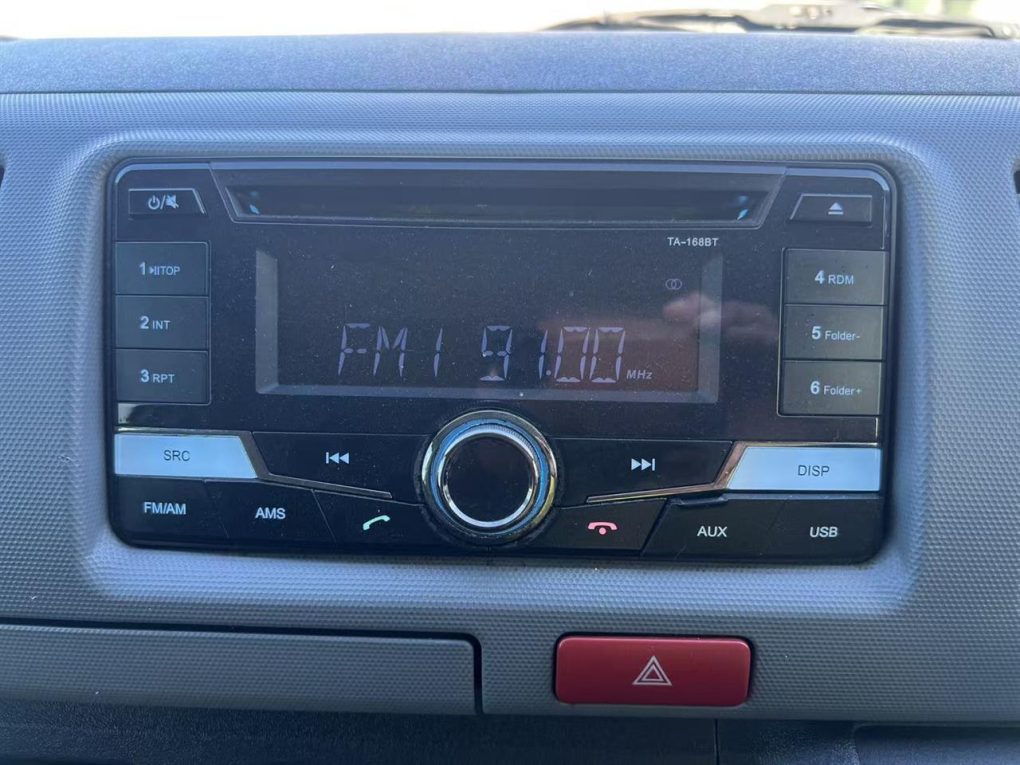 TA-168BT
1 ▶IITOP
4 RDM
2 INT
5 Folder-
3 RPT
6 Folder+
FM1 91.00 MHz
SRC
DISP
FM/AM
AMS
AUX
USB